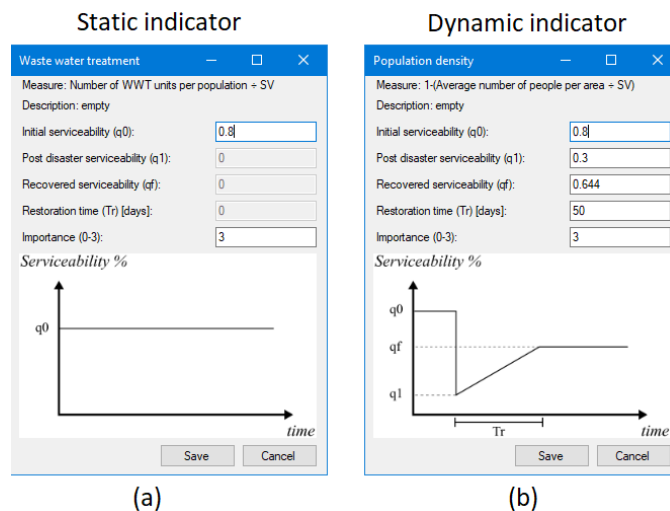 Static indicator
Waste water treatment
Measure: Number of WWT units per population ÷ SV
Description: empty
Initial serviceability (q0): 0.8
Post disaster serviceability (q1): 0
Recovered serviceability (qf): 0
Restoration time (Tr) [days]: 0
Importance (0-3): 3
Serviceability %
q0
time
Save Cancel
(a)
Dynamic indicator
Population density
Measure: 1-(Average number of people per area ÷ SV)
Description: empty
Initial serviceability (q0): 0.8
Post disaster serviceability (q1): 0.3
Recovered serviceability (qf): 0.644
Restoration time (Tr) [days]: 50
Importance (0-3): 3
Serviceability %
q0
qf
q1
Tr
time
Save Cancel
(b)